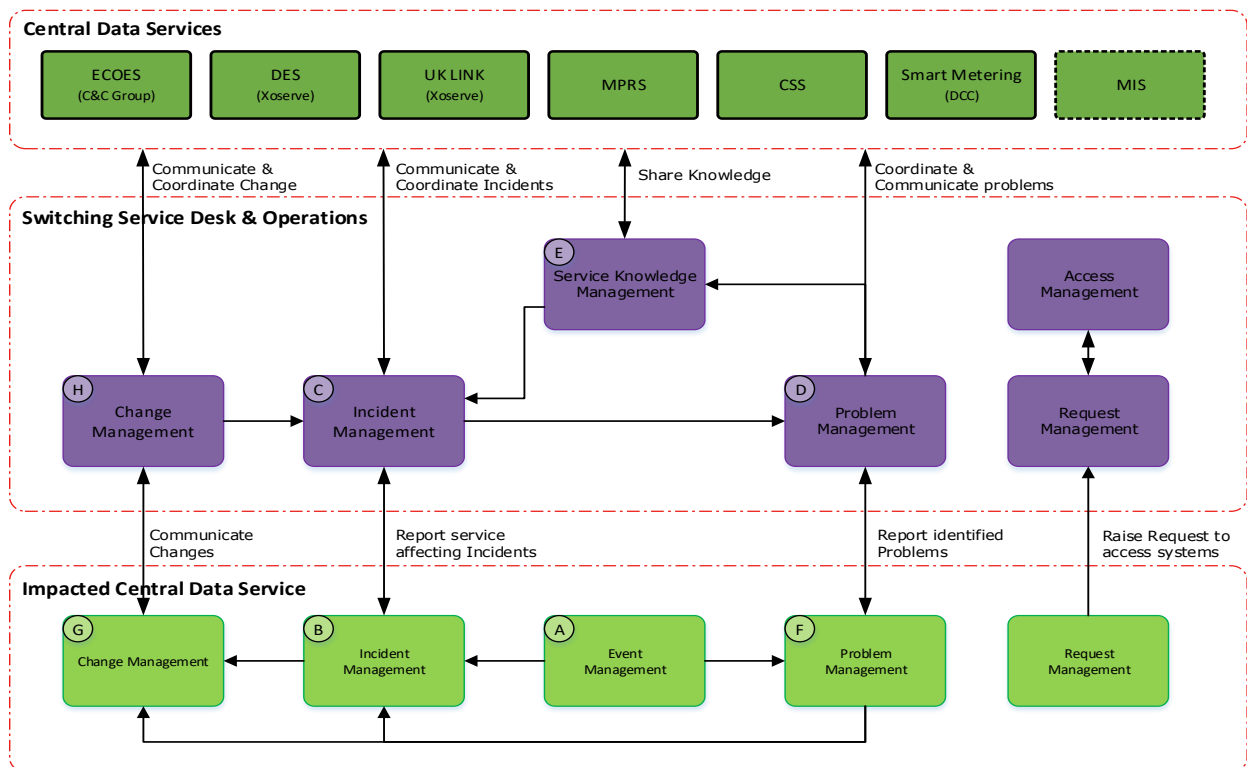 Central Data Services
ECOES
(C&C Group)
DES
(Xoserve)
UK LINK
(Xoserve)
MPRS
CSS
Smart Metering
(DCC)
MIS
Communicate &
Coordinate Change
Communicate &
Coordinate Incidents
Share Knowledge
Coordinate &
Communicate problems
Switching Service Desk & Operations
E
Service Knowledge
Management
Access
Management
H
Change
Management
C
Incident
Management
D
Problem
Management
Request
Management
Communicate
Changes
Report service
affecting Incidents
Report identified
Problems
Raise Request to
access systems
Impacted Central Data Service
G
Change Management
B
Incident
Management
A
Event
Management
F
Problem
Management
Request
Management